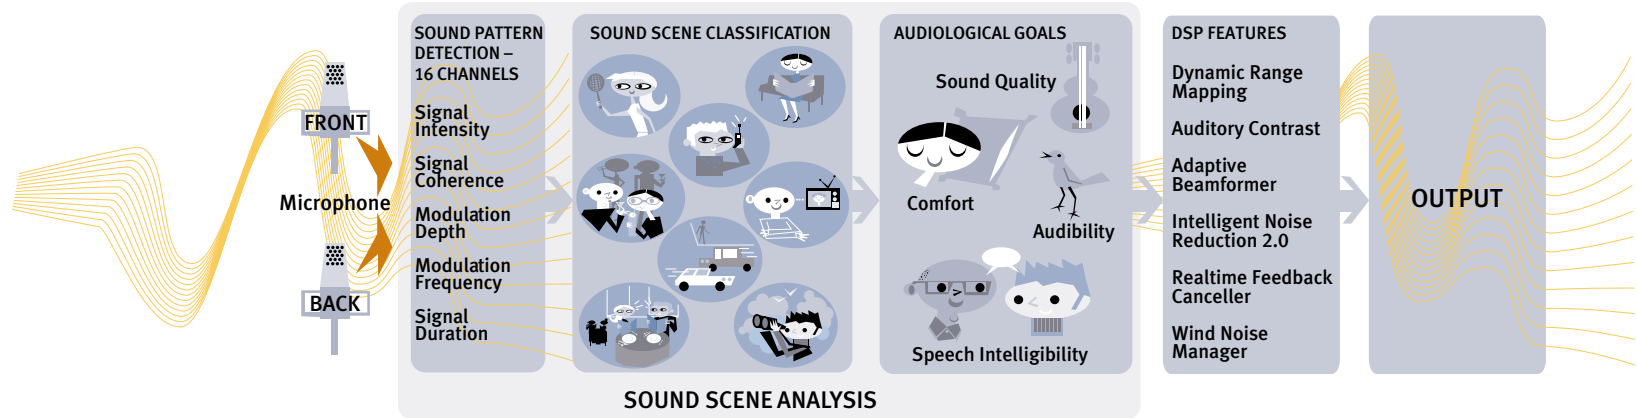 FRONT
Microphone
BACK
SOUND PATTERN
DETECTION –
16 CHANNELS
Signal
Intensity
Signal
Coherence
Modulation
Depth
Modulation
Frequency
Signal
Duration
SOUND SCENE CLASSIFICATION
AUDIOLOGICAL GOALS
Sound Quality
Comfort
Audibility
Speech Intelligibility
SOUND SCENE ANALYSIS
DSP FEATURES
Dynamic Range
Mapping
Auditory Contrast
Adaptive
Beamformer
Intelligent Noise
Reduction 2.0
Realtime Feedback
Canceller
Wind Noise
Manager
OUTPUT